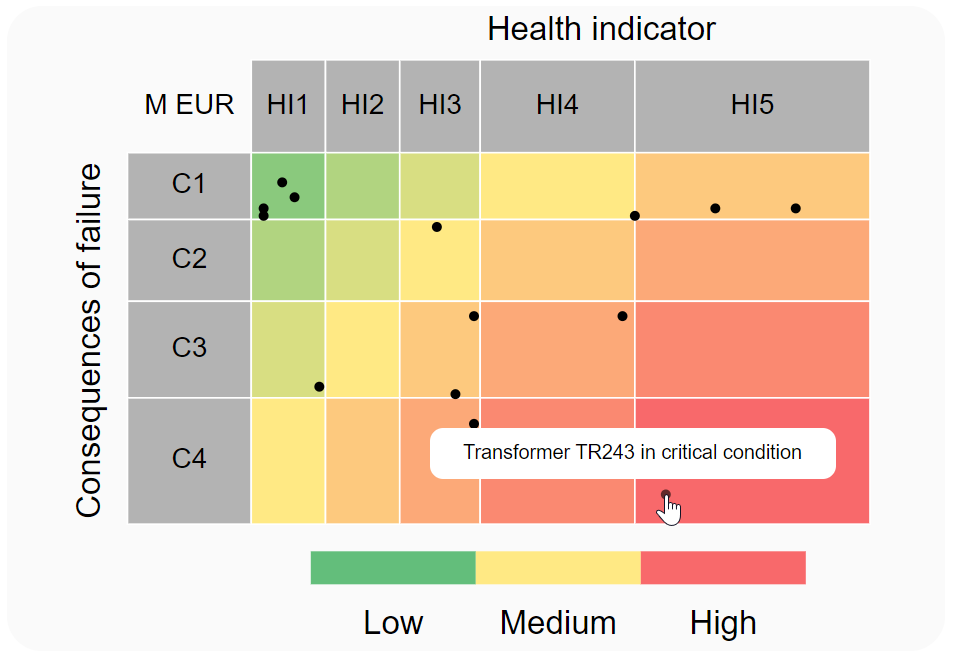 Health indicator
M EUR HI1 HI2 HI3 HI4 HI5
Consequences of failure
C1
C2
C3
C4
Transformer TR243 in critical condition
Low Medium High